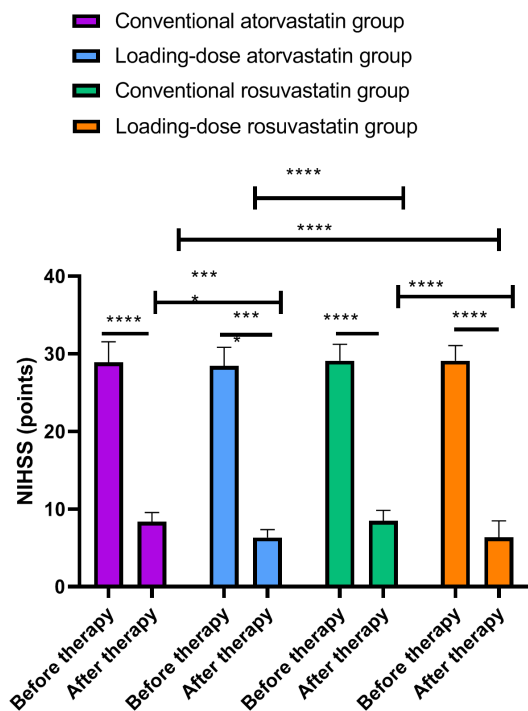 Conventional atorvastatin group
Loading-dose atorvastatin group
Conventional rosuvastatin group
Loading-dose rosuvastatin group
****
****
***
*
****
****
***
*
****
****
40
30
20
10
0
NIHSS (points)
Before therapy
After therapy
Before therapy
After therapy
Before therapy
After therapy
Before therapy
After therapy